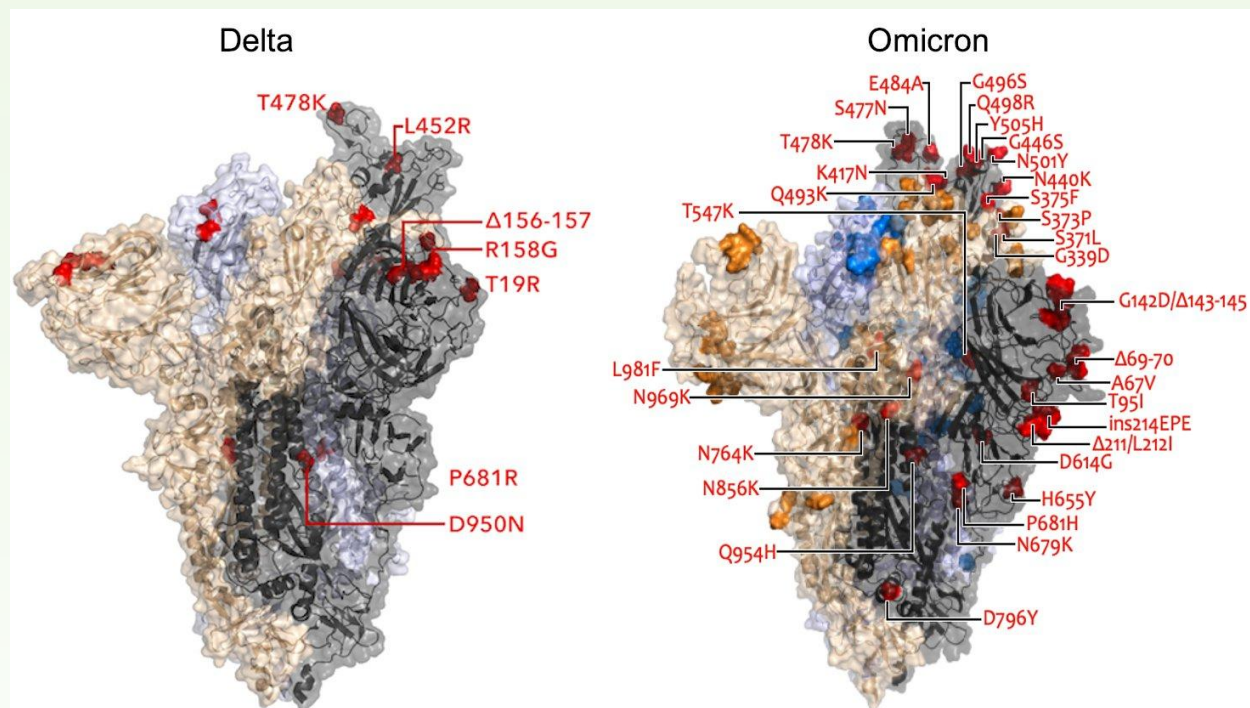 Delta
T478K
L452R
Δ156-157
R158G
T19R
P681R
D950N
Omicron
E484A
S477N
T478K
K417N
Q493K
T547K
G496S
Q498R
Y505H
G446S
N501Y
N440K
S375F
S373P
S371L
G339D
G142D/Δ143-145
Δ69-70
A67V
T95I
ins214EPE
Δ211/L212I
D614G
H655Y
P681H
N679K
L981F
N969K
N764K
N856K
Q954H
D796Y